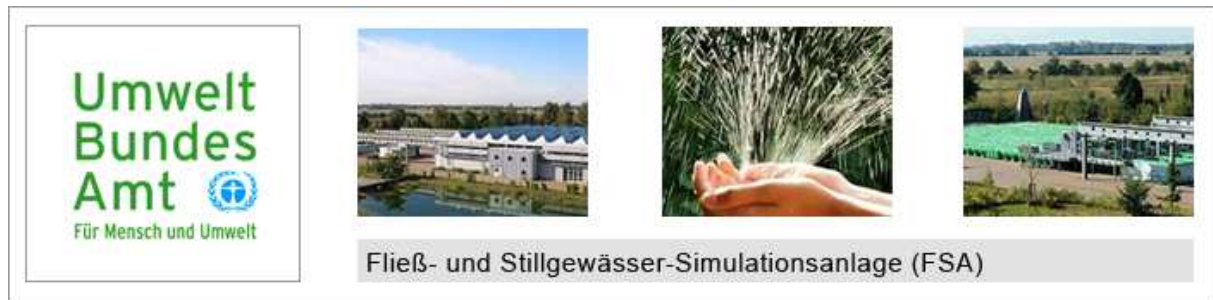 Umwelt
Bundes
Amt
Für Mensch und Umwelt
Fließ- und Stillgewässer-Simulationsanlage (FSA)